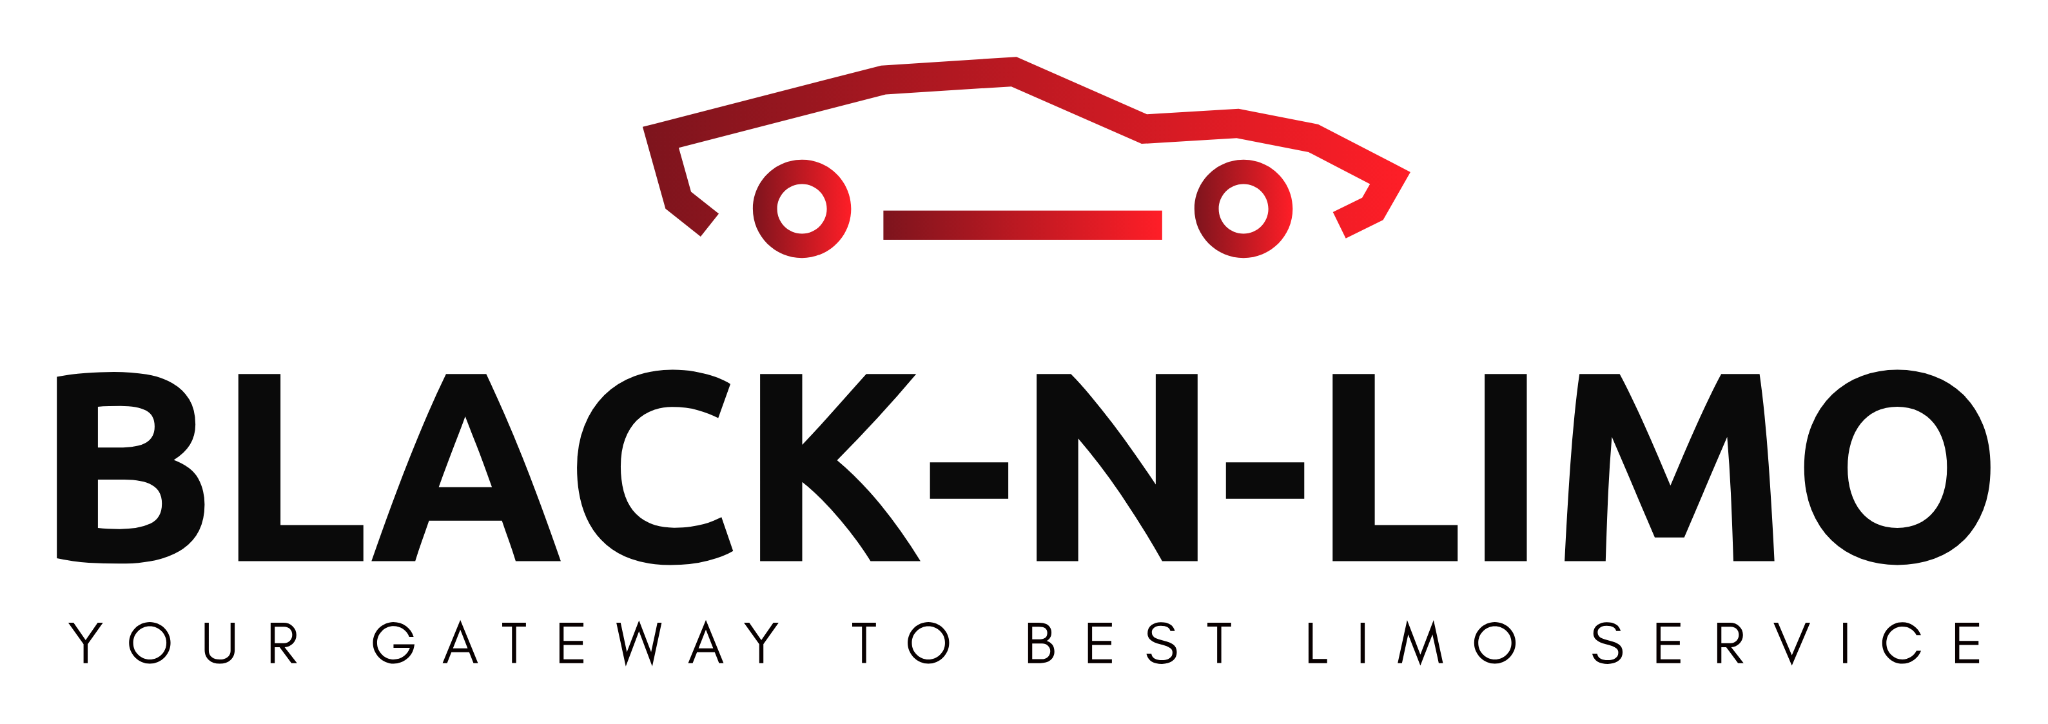 BLACK-N-LIMO
YOUR GATEWAY TO BEST LIMO SERVICE